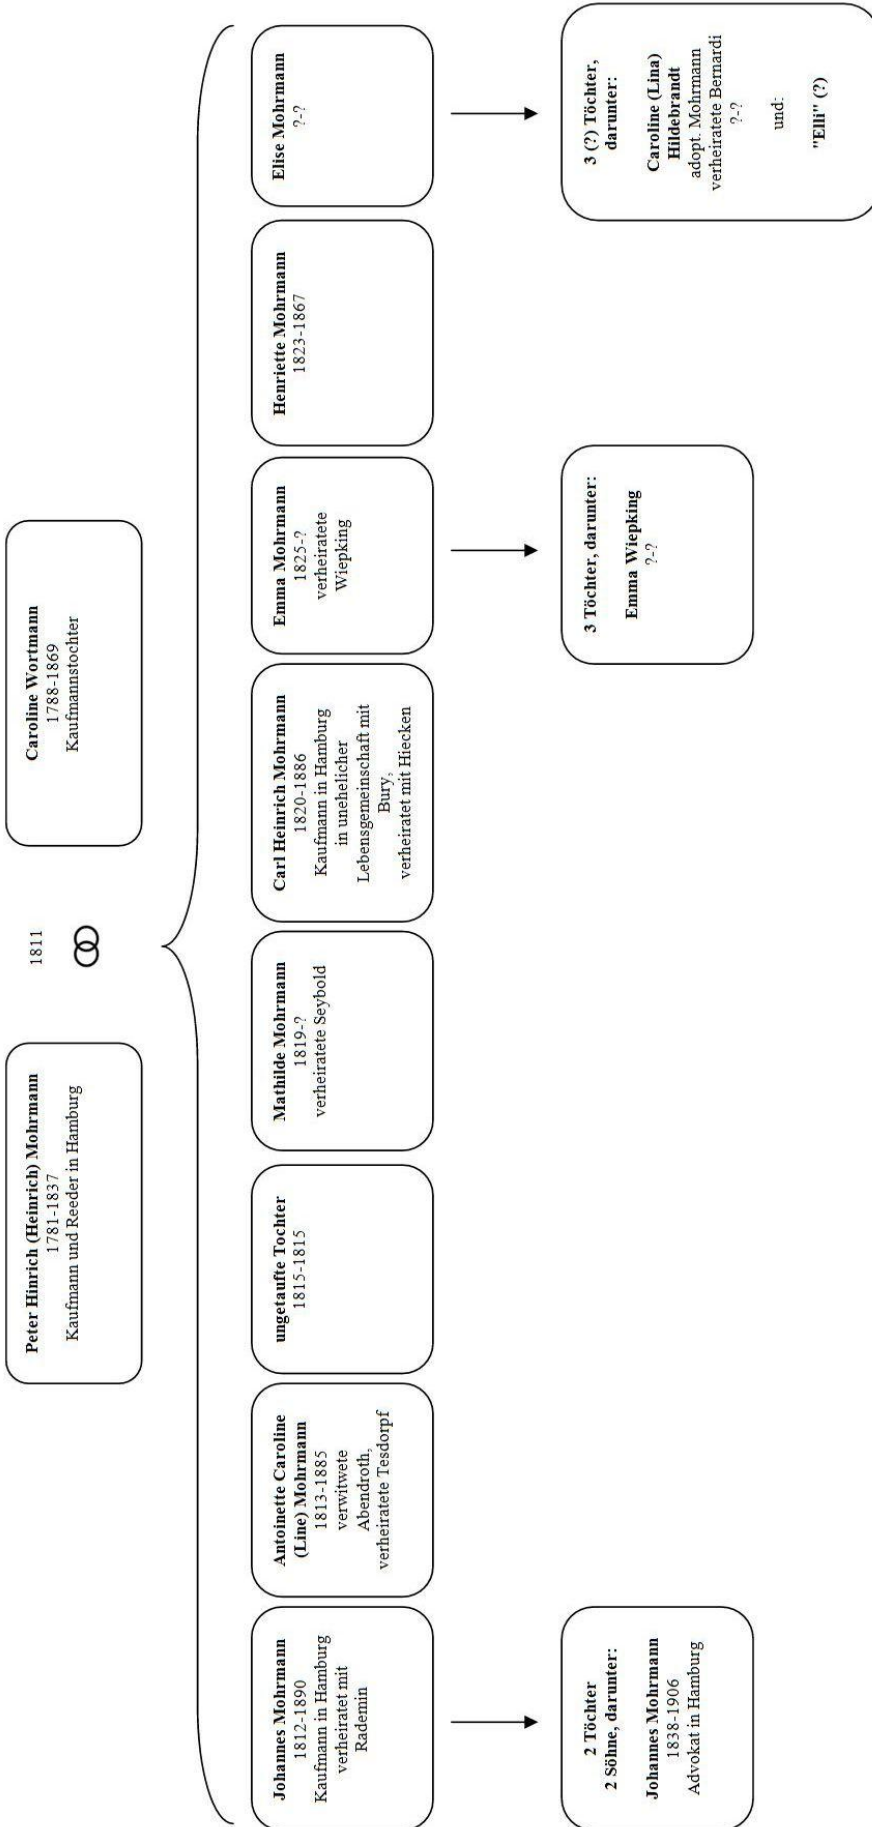 Peter Hinrich (Heinrich) Mohrmann
1781-1837
Kaufmann und Reeder in Hamburg
1811
Caroline Wortmann
1788-1869
Kaufmannstochter
Johannes Mohrmann
1812-1890
Kaufmann in Hamburg
verheiratet mit
Rademin
Antoinette Caroline
(Line) Mohrmann
1813-1885
verwitwete
Abendroth,
verheiratete Tesdorpf
ungetaufte Tochter
1815-1815
Mathilde Mohrmann
1819-?
verheiratete Seybold
Carl Heinrich Mohrmann
1820-1886
Kaufmann in Hamburg
in unehelicher
Lebensgemeinschaft mit
Bury,
verheiratet mit Hiecken
Emma Mohrmann
1825-?
verheiratete
Wiepking
Henriette Mohrmann
1823-1867
Elise Mohrmann
?-?
2 Töchter
2 Söhne, darunter:
Johannes Mohrmann
1838-1906
Advokat in Hamburg
3 Töchter, darunter:
Emma Wiepking
?-?
3 (?) Töchter,
darunter:
Caroline (Lina)
Hildebrandt
adopt. Mohrmann
verheiratete Bernardi
?-?
und:
"Elli" (?)